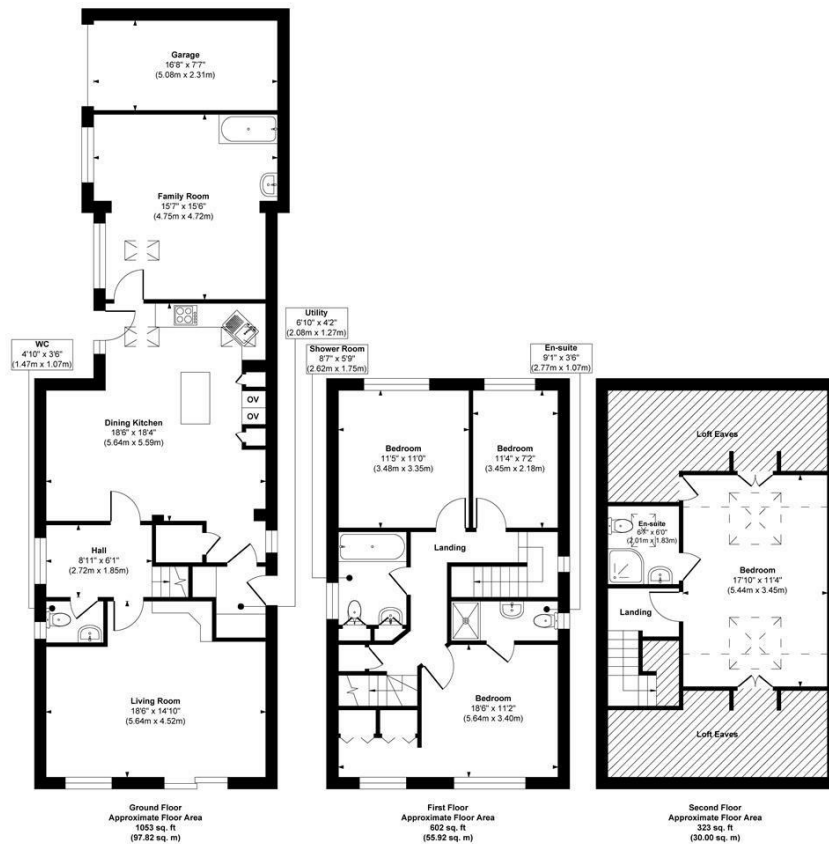 Garage
16'8" x 7'7"
(5.08m x 2.31m)
Family Room
15'7" x 15'6"
(4.75m x 4.72m)
Utility
6'10" x 4'2"
(2.08m x 1.27m)
WC
4'10" x 3'6"
(1.47m x 1.07m)
Shower Room
8'7" x 5'9"
(2.62m x 1.75m)
En-suite
9'1" x 3'6"
(2.77m x 1.07m)
OV
OV
Dining Kitchen
18'6" x 18'4"
(5.64m x 5.59m)
Bedroom
11'5" x 11'0"
(3.48m x 3.35m)
Bedroom
11'4" x 7'2"
(3.45m x 2.18m)
Loft Eaves
Hall
8'11" x 6'1"
(2.72m x 1.85m)
Landing
En-suite
(2.01m x 1.83m)
Bedroom
17'10" x 11'4"
(5.44m x 3.45m)
Landing
Living Room
18'6" x 14'10"
(5.64m x 4.52m)
Bedroom
18'6" x 11'2"
(5.64m x 3.40m)
Loft Eaves
Ground Floor
Approximate Floor Area
1053 sq. ft
(97.82 sq. m)
First Floor
Approximate Floor Area
602 sq. ft
(55.92 sq. m)
Second Floor
Approximate Floor Area
323 sq. ft
(30.00 sq. m)